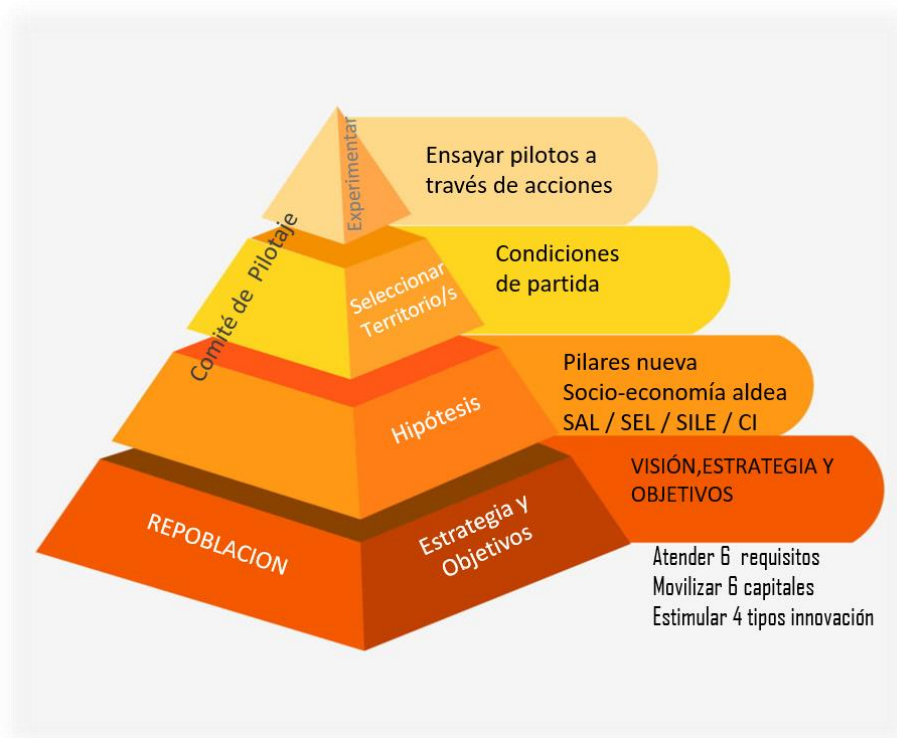 Experimentar
Ensayar pilotos a
través de acciones
Comité de Pilotaje
Seleccionar
Territorio/s
Condiciones
de partida
Hipótesis
Pilares nueva
Socio-economía aldea
SAL / SEL / SILE / CI
REPOBLACION
Estrategia y
Objetivos
VISIÓN,ESTRATEGIA Y
OBJETIVOS
Atender 6 requisitos
Movilizar 6 capitales
Estimular 4 tipos innovación